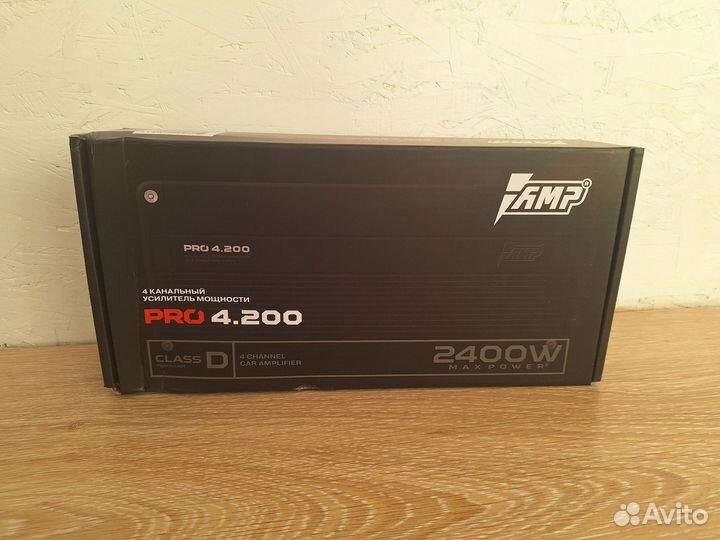 AMP
PRO 4.200
AMP
4 КАНАЛЬНЫЙ
УСИЛИТЕЛЬ МОЩНОСТИ
PRO 4.200
CLASS D
4 CHANNEL
CAR AMPLIFIER
2400W
MAX POWER
Avito